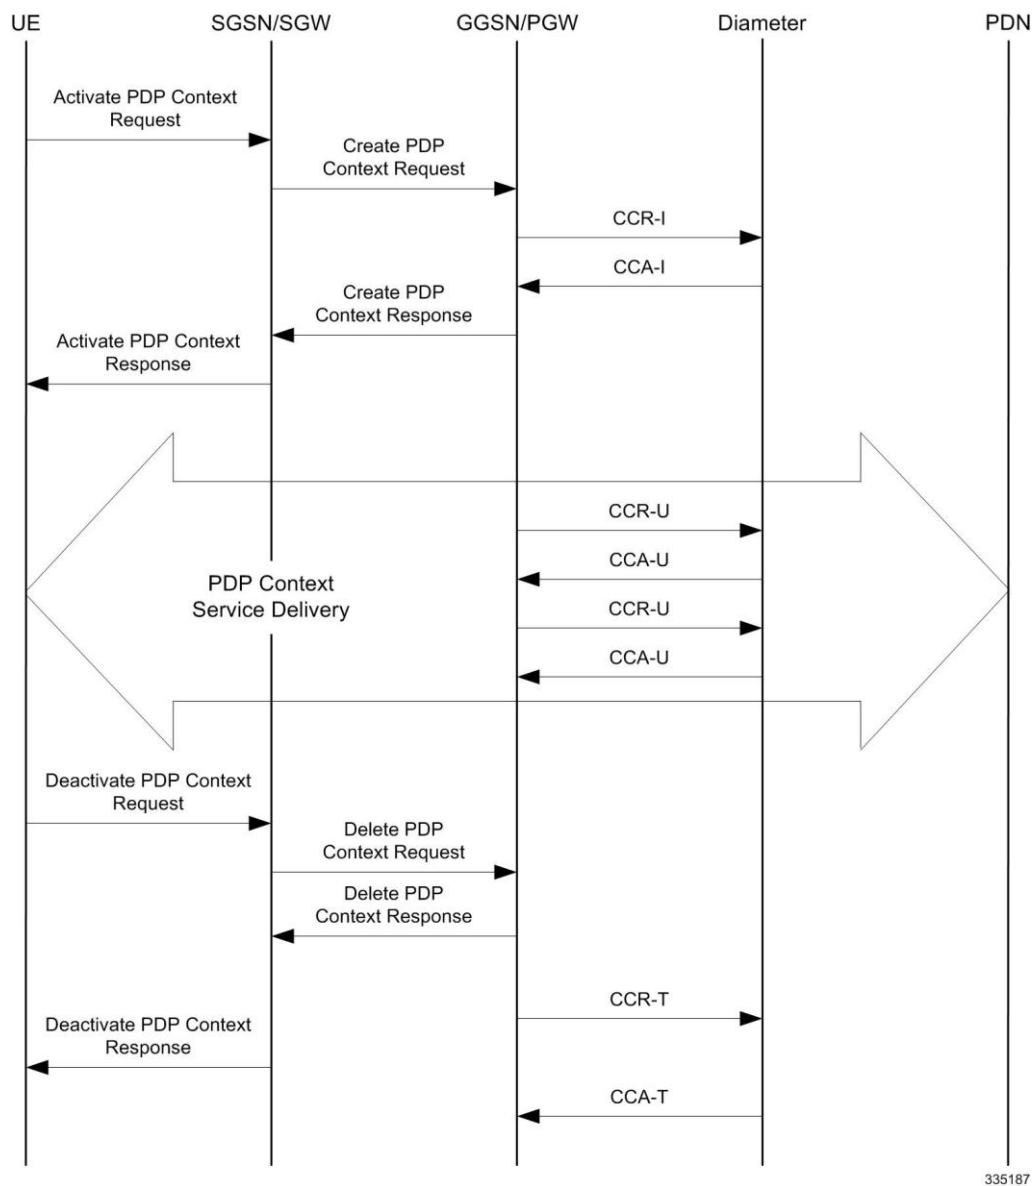 UE
SGSN/SGW
GGSN/PGW
Diameter
PDN
Activate PDP Context
Request
Create PDP
Context Request
CCR-I
CCA-I
Create PDP
Context Response
Activate PDP Context
Response
CCR-U
CCA-U
PDP Context
Service Delivery
CCR-U
CCA-U
Deactivate PDP Context
Request
Delete PDP
Context Request
Delete PDP
Context Response
CCR-T
Deactivate PDP Context
Response
CCA-T
335187